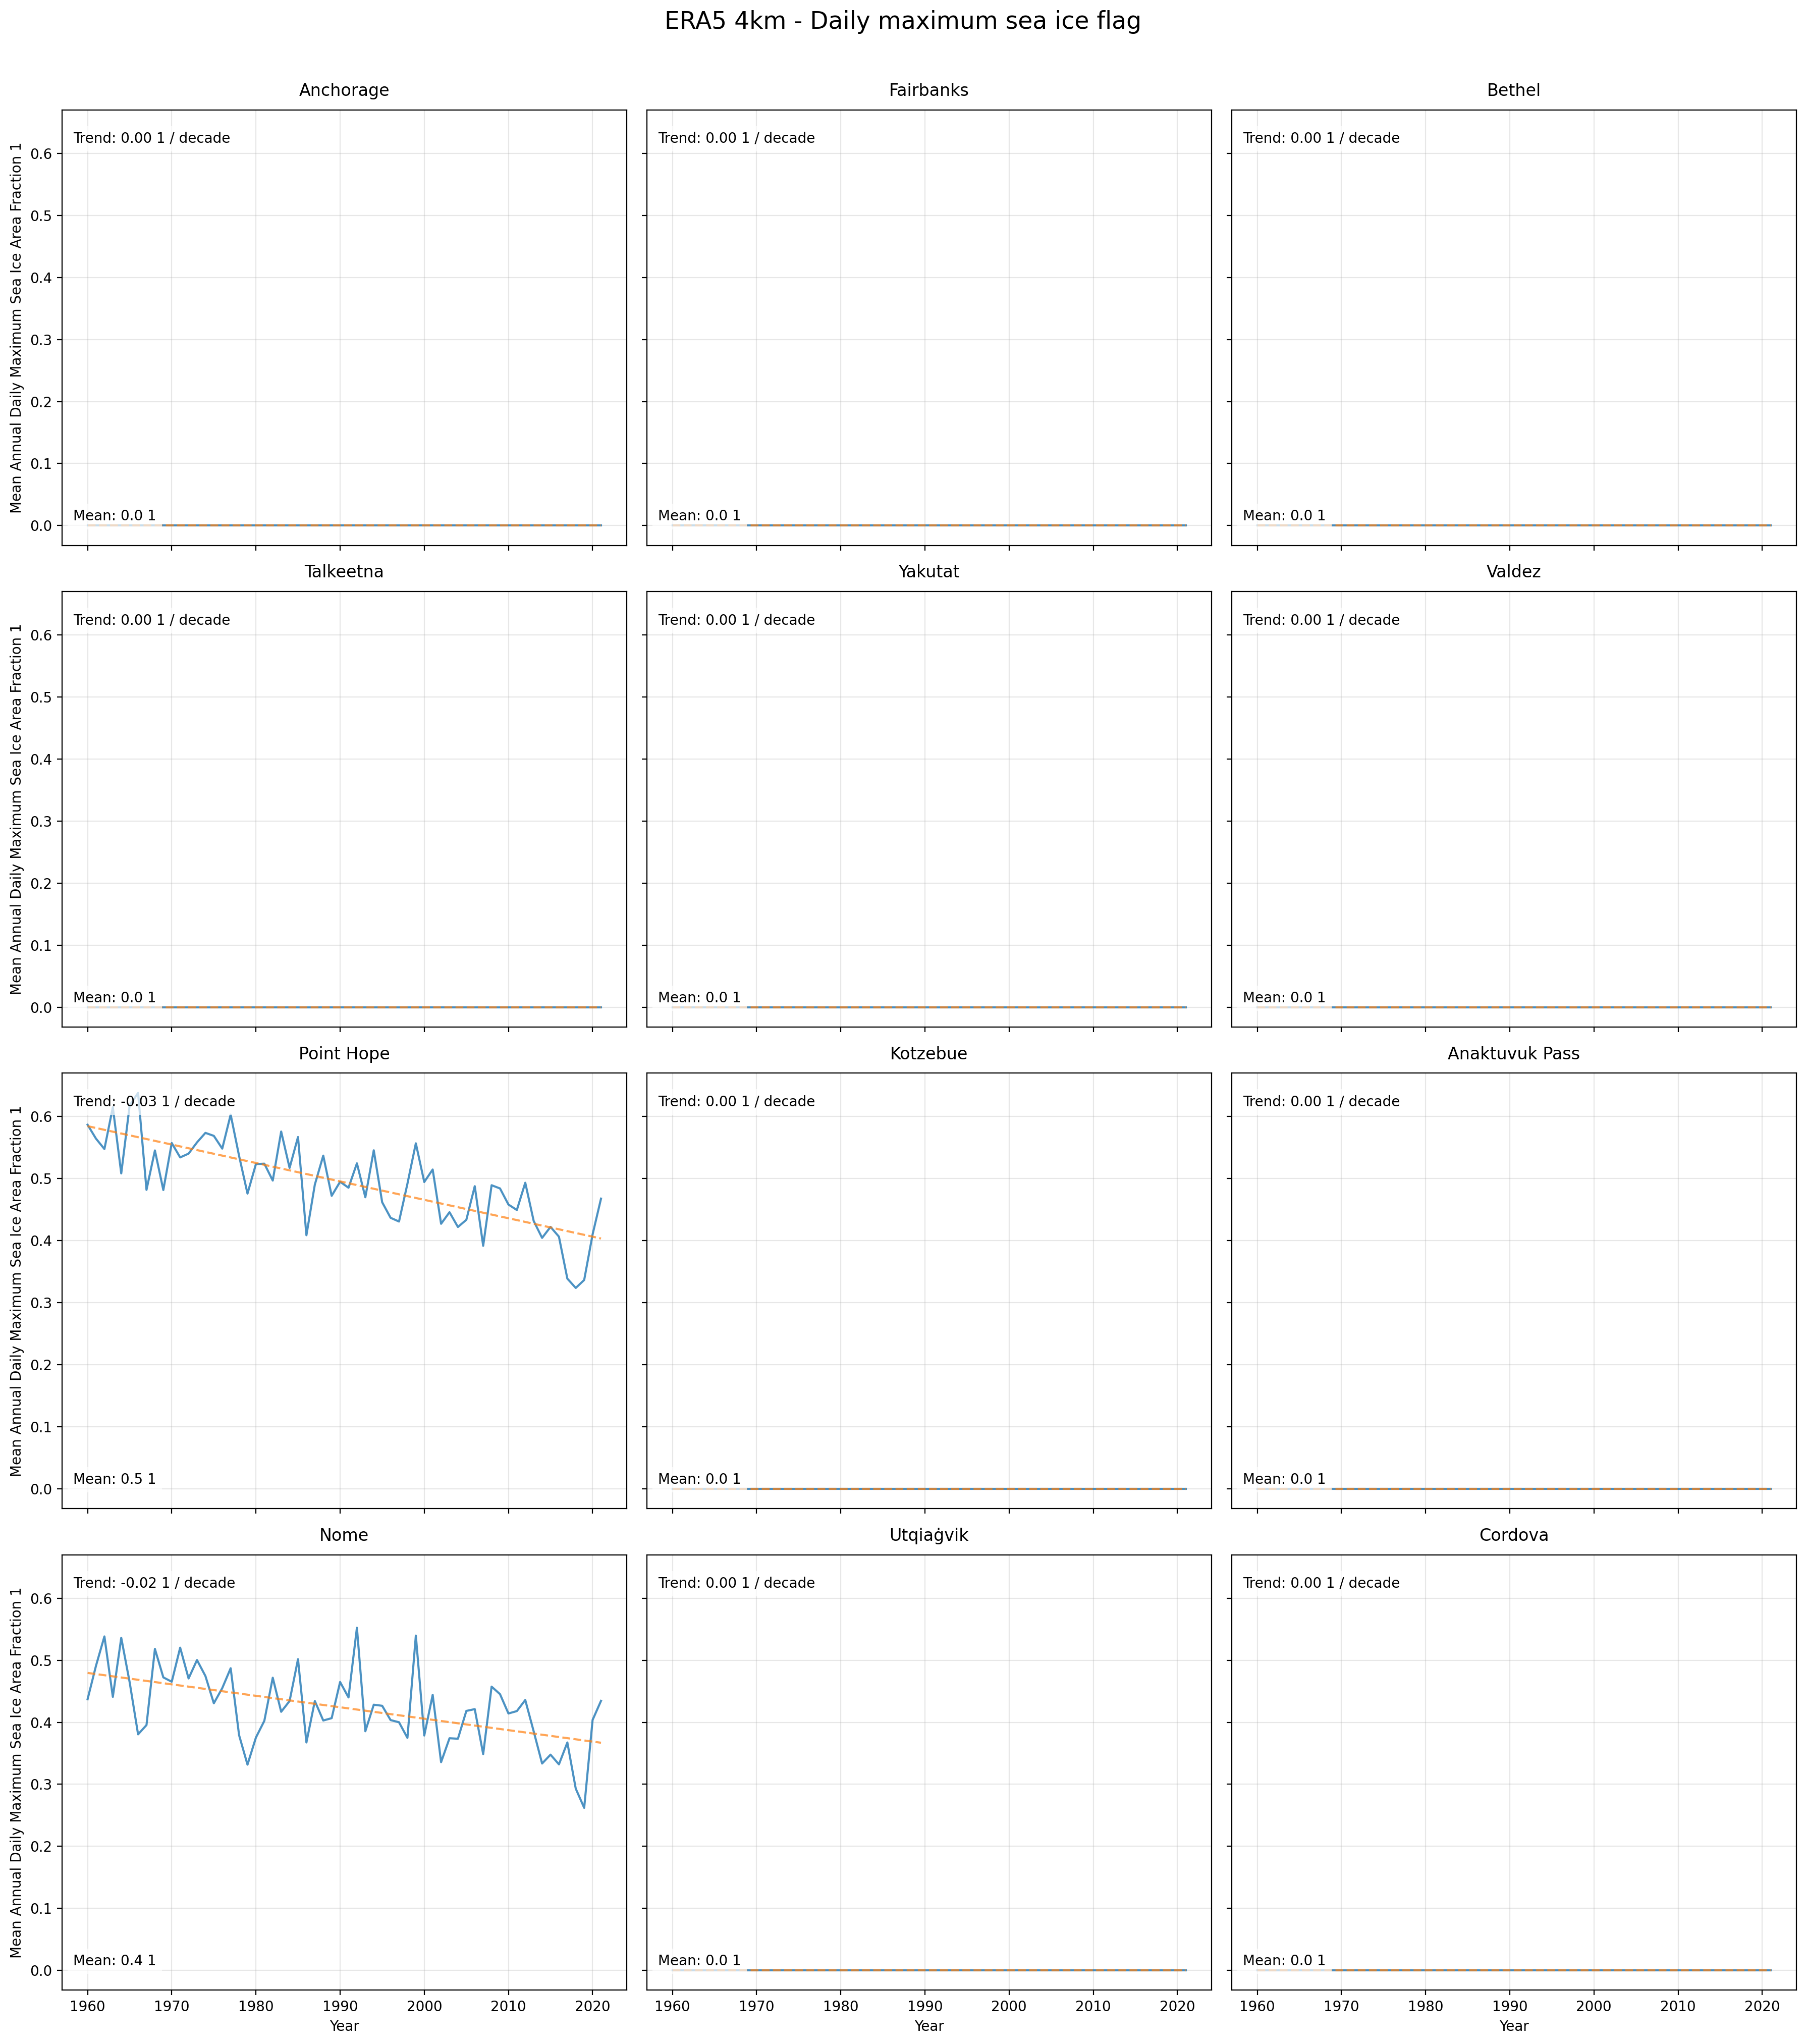 ERA5 4km - Daily maximum sea ice flag
Anchorage
Fairbanks
Bethel
Mean Annual Daily Maximum Sea Ice Area Fraction 1
0.6
0.5
0.4
0.3
0.2
0.1
0.0
Trend: 0.00 1 / decade
Mean: 0.0 1
Trend: 0.00 1 / decade
Mean: 0.0 1
Trend: 0.00 1 / decade
Mean: 0.0 1
Talkeetna
Yakutat
Valdez
Mean Annual Daily Maximum Sea Ice Area Fraction 1
0.6
0.5
0.4
0.3
0.2
0.1
0.0
Trend: 0.00 1 / decade
Mean: 0.0 1
Trend: 0.00 1 / decade
Mean: 0.0 1
Trend: 0.00 1 / decade
Mean: 0.0 1
Point Hope
Kotzebue
Anaktuvuk Pass
Mean Annual Daily Maximum Sea Ice Area Fraction 1
0.6
0.5
0.4
0.3
0.2
0.1
0.0
Trend: -0.03 1 / decade
Mean: 0.5 1
Trend: 0.00 1 / decade
Mean: 0.0 1
Trend: 0.00 1 / decade
Mean: 0.0 1
Nome
Utqiaġvik
Cordova
Mean Annual Daily Maximum Sea Ice Area Fraction 1
0.6
0.5
0.4
0.3
0.2
0.1
0.0
Trend: -0.02 1 / decade
Mean: 0.4 1
Trend: 0.00 1 / decade
Mean: 0.0 1
Trend: 0.00 1 / decade
Mean: 0.0 1
1960 1970 1980 1990 2000 2010 2020
Year
1960 1970 1980 1990 2000 2010 2020
Year
1960 1970 1980 1990 2000 2010 2020
Year